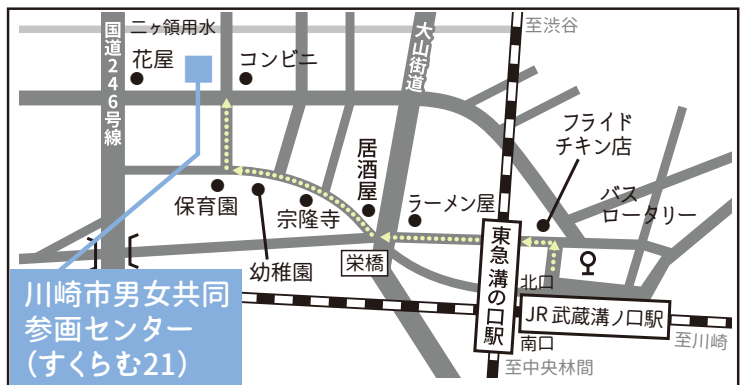 二ヶ領用水
至渋谷
国道246号線
大山街道
花屋
コンビニ
フライド
チキン店
居酒屋
バス
ロータリー
ラーメン屋
保育園
宗隆寺
幼稚園
栄橋
東急 溝の口駅
北口
JR 武蔵溝ノ口駅
南口
至川崎
至中央林間
川崎市男女共同
参画センター
(すくらむ21)